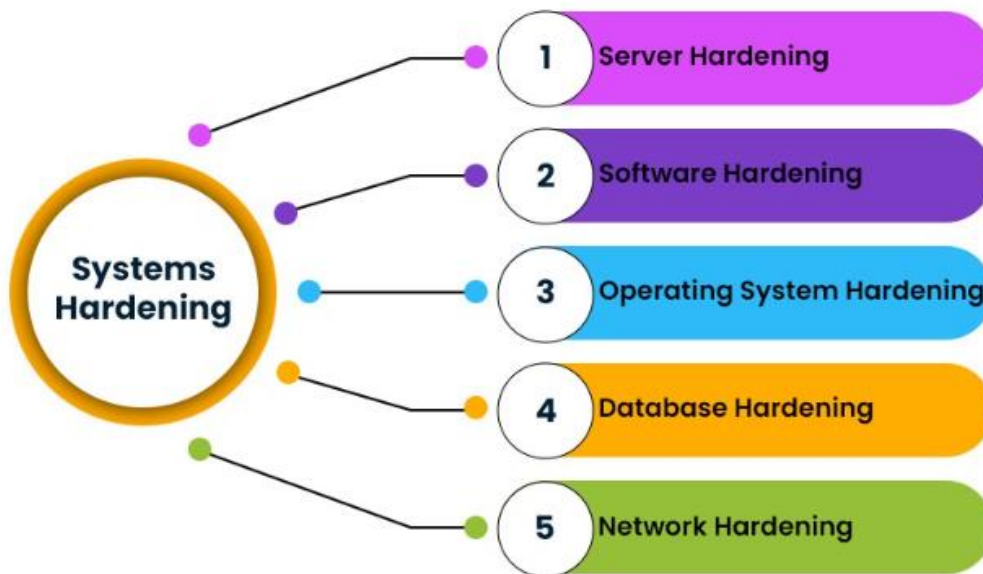 Systems
Hardening
1
Server Hardening
2
Software Hardening
3
Operating System Hardening
4
Database Hardening
5
Network Hardening